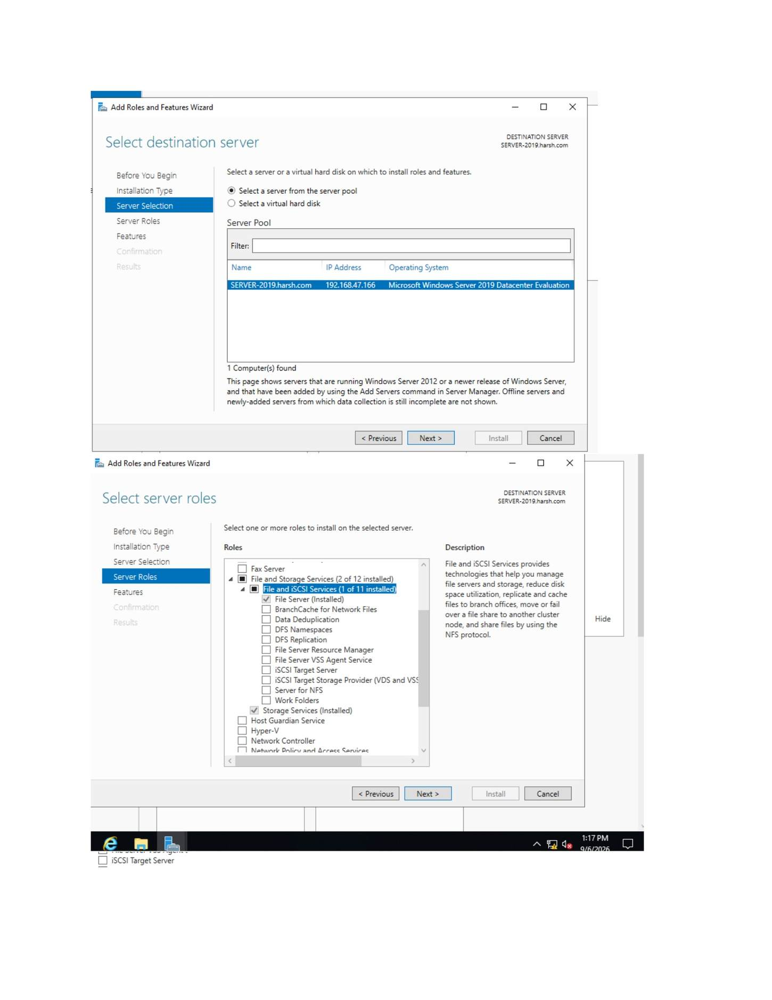 Add Roles and Features Wizard
Select destination server
DESTINATION SERVER
SERVER-2019.harsh.com
Before You Begin
Installation Type
Server Selection
Server Roles
Features
Confirmation
Results
Select a server or a virtual hard disk on which to install roles and features.
Select a server from the server pool
Select a virtual hard disk
Server Pool
Filter:
Name IP Address Operating System
SERVER-2019.harsh.com 192.168.47.166 Microsoft Windows Server 2019 Datacenter Evaluation
1 Computer(s) found
This page shows servers that are running Windows Server 2012 or a newer release of Windows Server,
and that have been added by using the Add Servers command in Server Manager. Offline servers and
newly-added servers from which data collection is still incomplete are not shown.
< Previous Next > Install Cancel
Add Roles and Features Wizard
Select server roles
DESTINATION SERVER
SERVER-2019.harsh.com
Before You Begin
Installation Type
Server Selection
Server Roles
Features
Confirmation
Results
Select one or more roles to install on the selected server.
Roles
Fax Server
File and Storage Services (2 of 12 installed)
File and iSCSI Services (1 of 11 installed)
File Server (Installed)
BranchCache for Network Files
Data Deduplication
DFS Namespaces
DFS Replication
File Server Resource Manager
File Server VSS Agent Service
iSCSI Target Server
iSCSI Target Storage Provider (VDS and VSS
Server for NFS
Work Folders
Storage Services (Installed)
Host Guardian Service
Hyper-V
Network Controller
Network Policy and Access Services
Description
File and iSCSI Services provides
technologies that help you manage
file servers and storage, reduce disk
space utilization, replicate and cache
files to branch offices, move or fail
over a file share to another cluster
node, and share files by using the
NFS protocol.
Hide
< Previous Next > Install Cancel
1:17 PM
9/6/2026
File Server VSS Agent
iSCSI Target Server